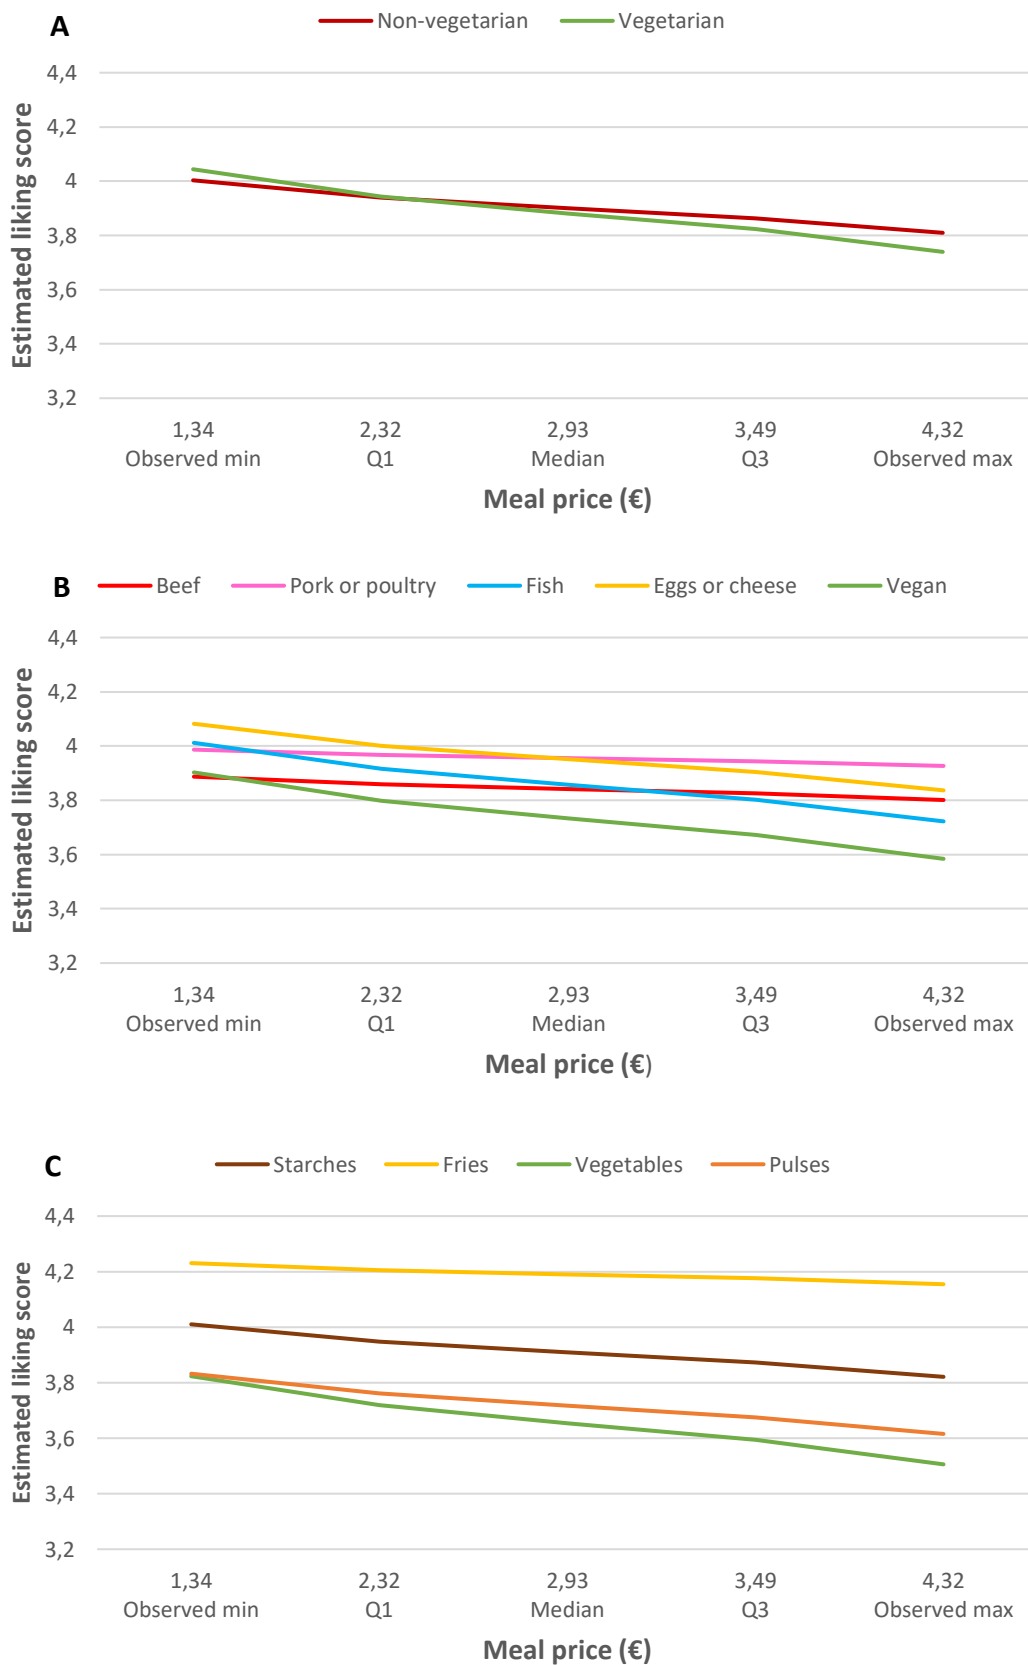 A
Non-vegetarian Vegetarian
4,4
4,2
4
3,8
3,6
3,4
3,2
Estimated liking score
1,34 2,32 2,93 3,49 4,32
Observed min Q1 Median Q3 Observed max
Meal price (€)
B
Beef Pork or poultry Fish Eggs or cheese Vegan
4,4
4,2
4
3,8
3,6
3,4
3,2
Estimated liking score
1,34 2,32 2,93 3,49 4,32
Observed min Q1 Median Q3 Observed max
Meal price (€)
C
Starches Fries Vegetables Pulses
4,4
4,2
4
3,8
3,6
3,4
3,2
Estimated liking score
1,34 2,32 2,93 3,49 4,32
Observed min Q1 Median Q3 Observed max
Meal price (€)